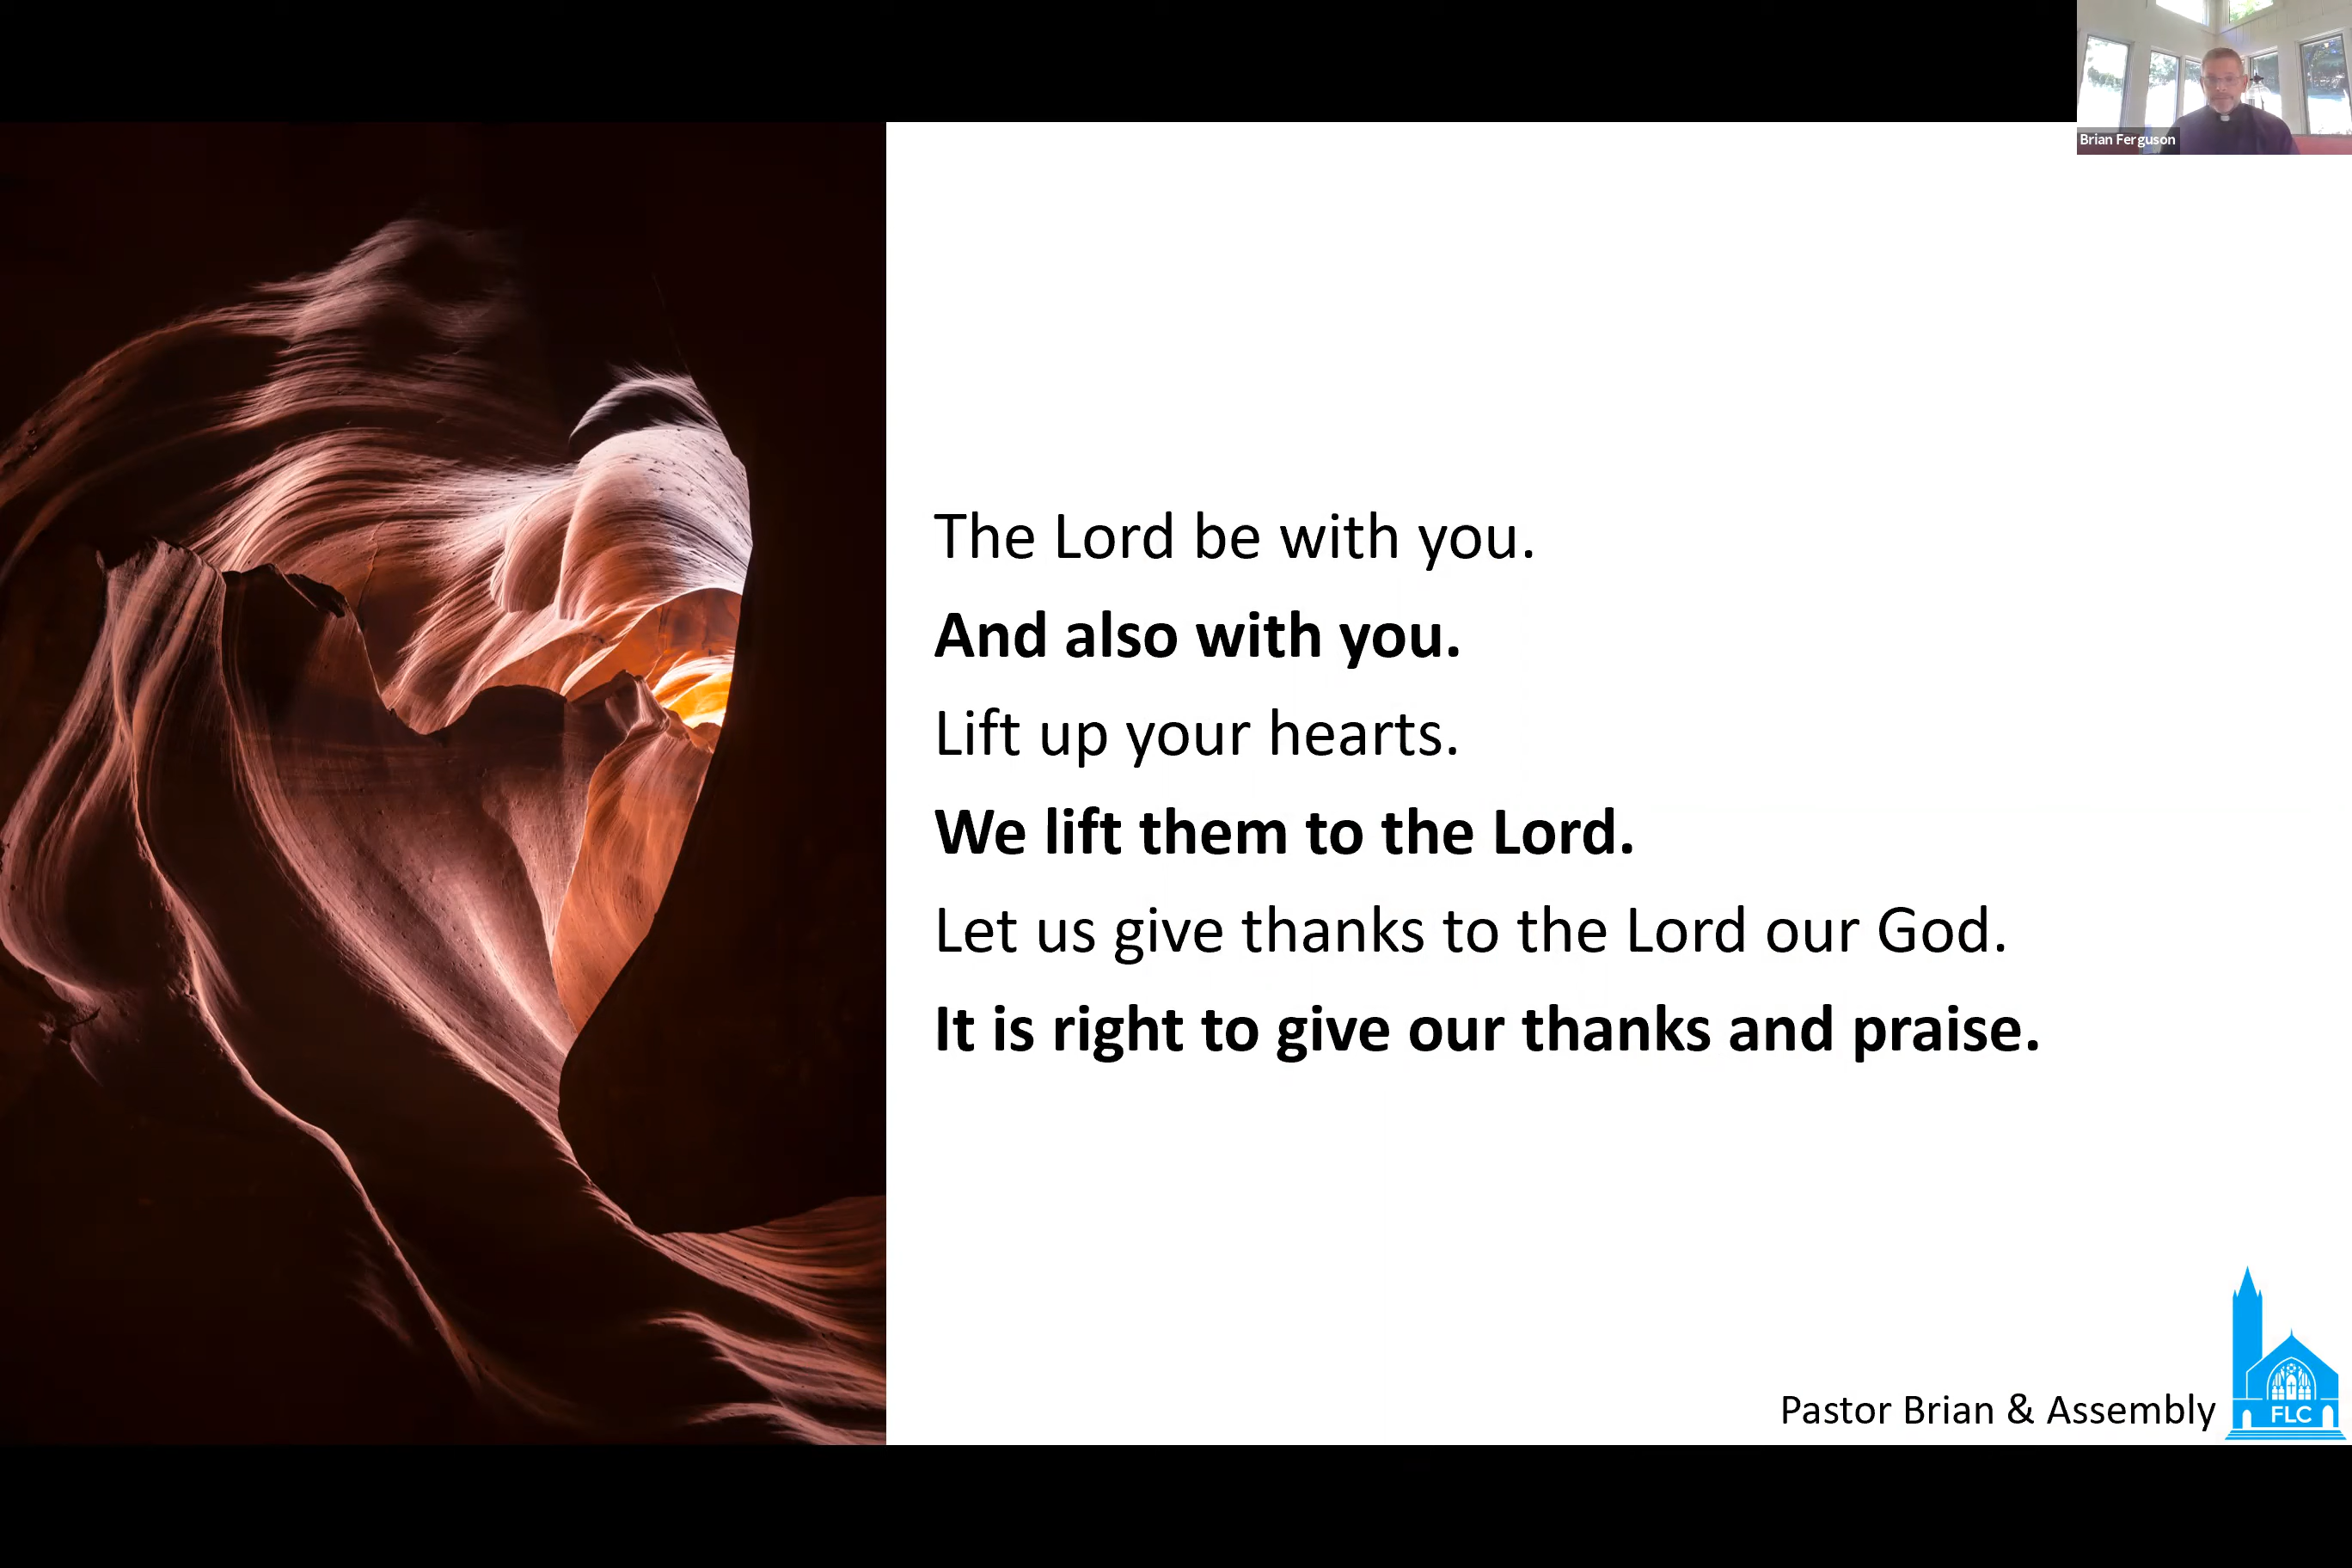 Brian Ferguson
The Lord be with you.
And also with you.
Lift up your hearts.
We lift them to the Lord.
Let us give thanks to the Lord our God.
It is right to give our thanks and praise.
Pastor Brian & Assembly
FLC